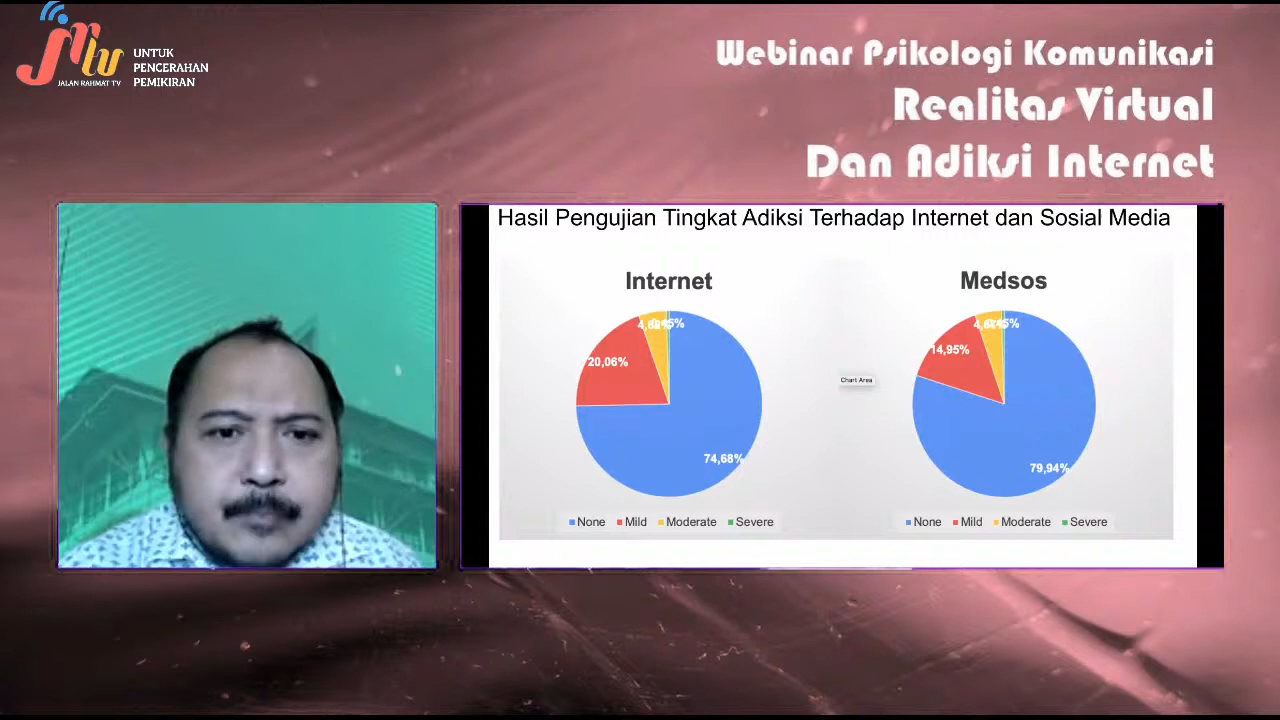 jrtv
JALAN RAHMAT TV
UNTUK
PENCERAHAN
PEMIKIRAN
Webinar Psikologi Komunikasi
Realitas Virtual
Dan Adiksi Internet
Hasil Pengujian Tingkat Adiksi Terhadap Internet dan Sosial Media
Internet
20,06%
74,68%
None Mild Moderate Severe
Medsos
14,95%
79,94%
None Mild Moderate Severe
Chart Area